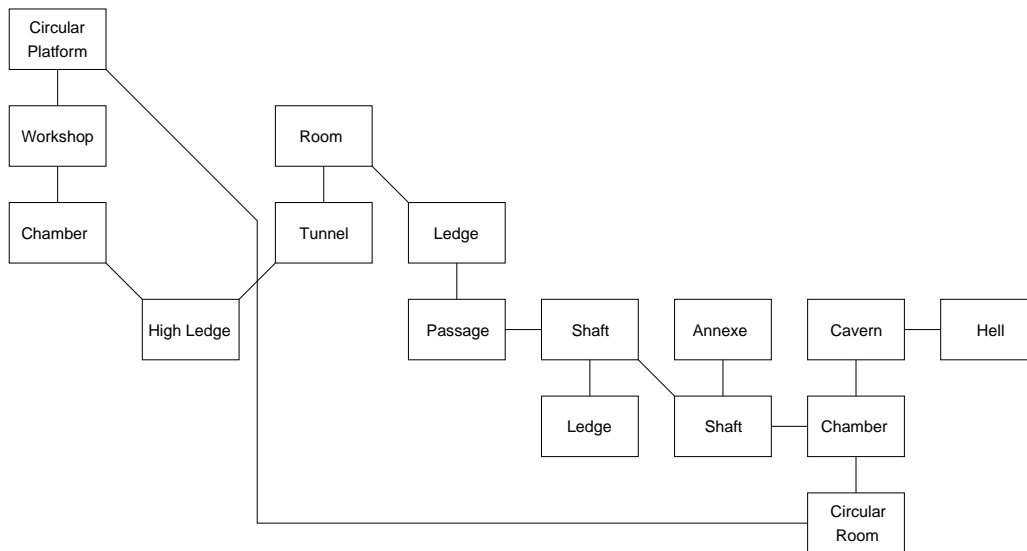 Circular
Platform
Workshop
Room
Chamber
Tunnel
Ledge
High Ledge
Passage
Shaft
Annexe
Cavern
Hell
Ledge
Shaft
Chamber
Circular
Room